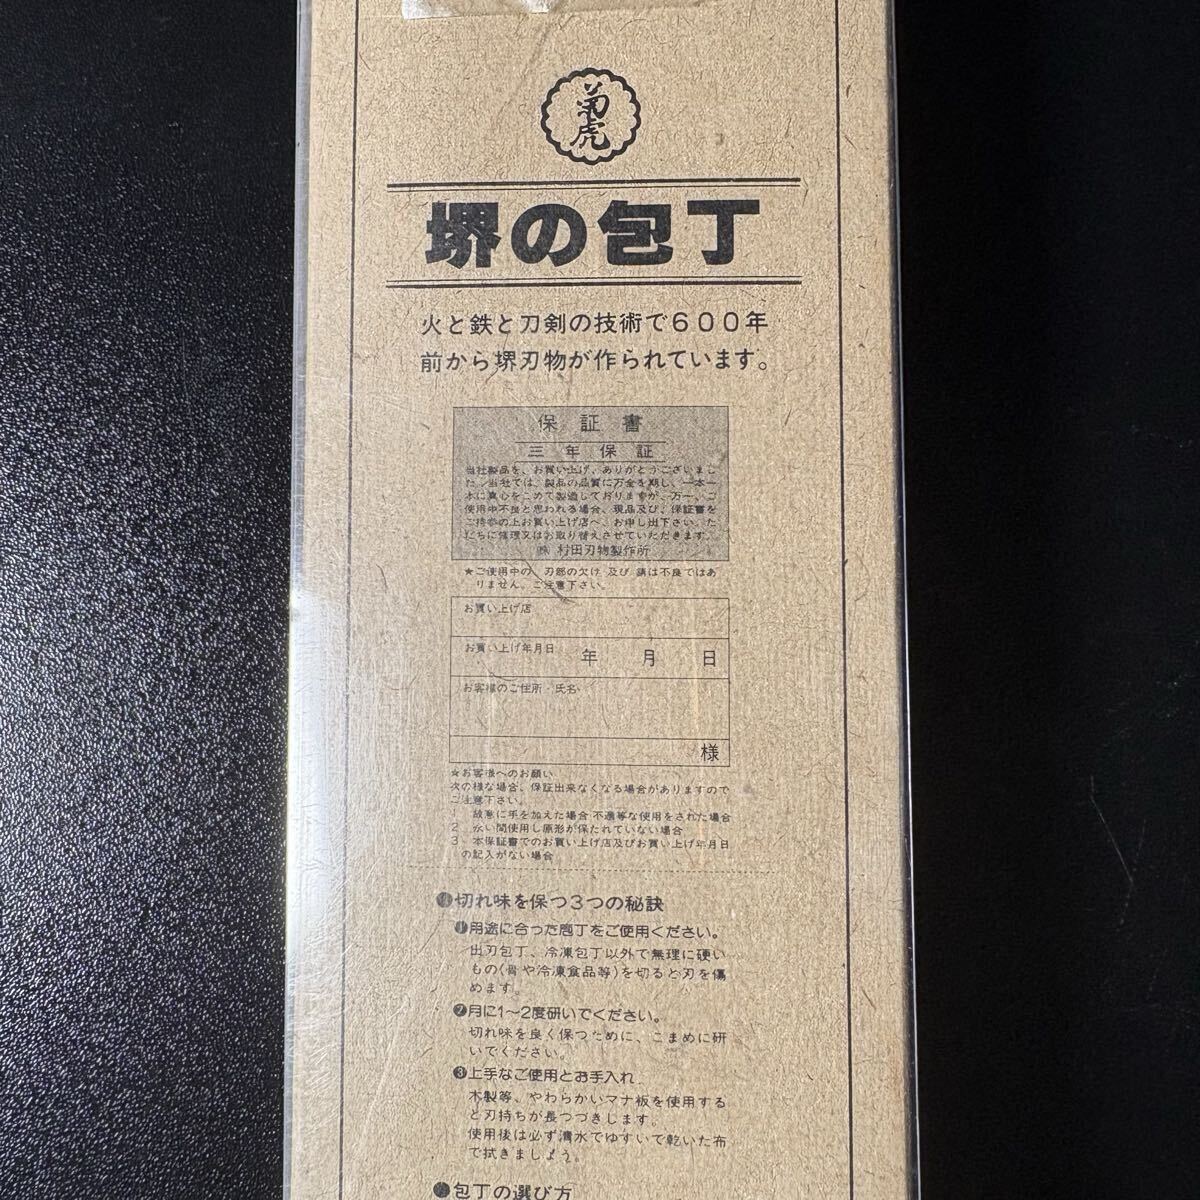 菊虎
堺の包丁
火と鉄と刀剣の技術で600年
前から堺刃物が作られています。
保証書
三年保証
当社製品を、お買い上げ、ありがとうございまし
た。当社では、製品の品質に万全を期し、一本一
本に真心をこめて製造しておりますが、万一、ご
使用中不良と思われる場合、現品及び、保証書を
ご持参の上お買い上げ店へ、お申し出下さい。た
だちに修理又はお取り替えさせていただきます。
㈱ 村田刃物製作所
★ご使用中の、刃部の欠け 及び 錆は不良ではあ
りません。ご注意下さい。
お買い上げ店
お買い上げ年月日 年 月 日
お客様のご住所・氏名
様
★お客様へのお願い
次の様な場合、保証出来なくなる場合がありますので
ご注意下さい。
1 故意に手を加えた場合 不適等な使用をされた場合
2 永い間使用し原形が保たれていない場合
3 本保証書でのお買い上げ店及びお買い上げ年月日
の記入がない場合
●切れ味を保つ3つの秘訣
❶用途に合った庖丁をご使用ください。
出刃包丁、冷凍包丁以外で無理に硬い
もの(骨や冷凍食品等)を切ると刃を傷
めます。
❷月に1〜2度研いでください。
切れ味を良く保つために、こまめに研
いでください。
❸上手なご使用とお手入れ
木製等、やわらかいマナ板を使用する
と刃持ちが長つづきします。
使用後は必ず清水でゆすいで乾いた布
で拭きましょう。
●包丁の選び方